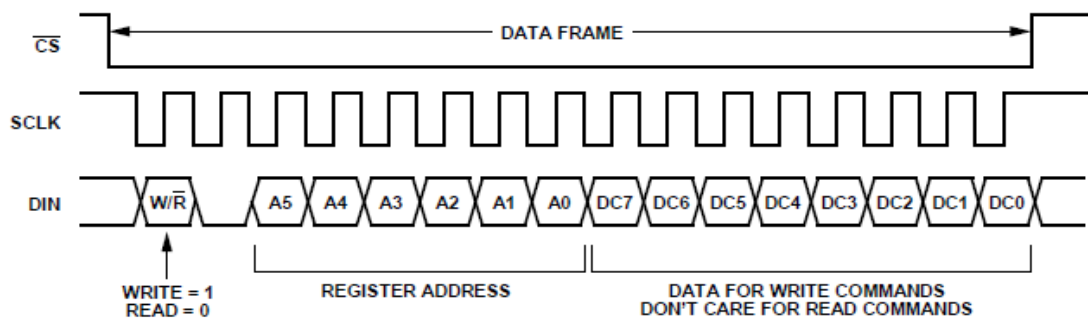 C̅S̅
DATA FRAME
SCLK
DIN
W/R̅ A5 A4 A3 A2 A1 A0 DC7 DC6 DC5 DC4 DC3 DC2 DC1 DC0
WRITE = 1
READ = 0
REGISTER ADDRESS
DATA FOR WRITE COMMANDS
DON'T CARE FOR READ COMMANDS